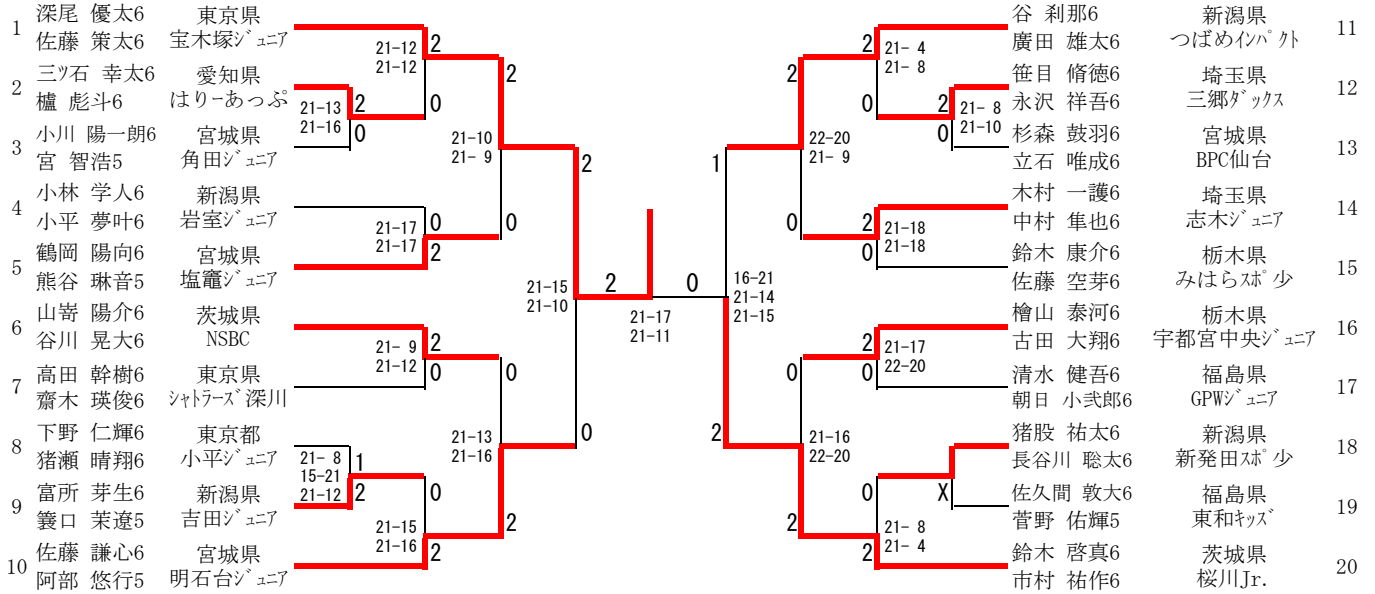 1 深尾 優太6 東京県
佐藤 策太6 宝木塚ジュニア
2 三ツ石 幸太6 愛知県
櫨 彪斗6 はりーあっぷ
3 小川 陽一朗6 宮城県
宮 智浩5 角田ジュニア
4 小林 学人6 新潟県
小平 夢叶6 岩室ジュニア
5 鶴岡 陽向6 宮城県
熊谷 琳音5 塩竈ジュニア
6 山嵜 陽介6 茨城県
谷川 晃大6 NSBC
7 高田 幹樹6 東京県
齋木 瑛俊6 シャトラーズ深川
8 下野 仁輝6 東京都
猪瀬 晴翔6 小平ジュニア
9 富所 芽生6 新潟県
簑口 茉遼5 吉田ジュニア
10 佐藤 謙心6 宮城県
阿部 悠行5 明石台ジュニア
21-12 2
21-12 0
21-13 2
21-16 0
21-17 0
21-17 2
21-10 2
21- 9 0
21- 9 2
21-12 0
21- 8 1
15-21
21-12 2
21-15 0
21-16 2
21-13 0
21-16 2
21-15 2
21-10 0
2 0
21-17
21-11
16-21 1
21-14
21-15 2
22-20 2
21- 9 0
2 21- 4
0 21- 8
2 21- 8
0 21-10
2 21-18
0 21-18
2 21-17
0 22-20
0 21-16
2 22-20
X
0 21- 8
2 21- 4
谷 刹那6 新潟県 11
廣田 雄太6 つばめインパクト
笹目 脩徳6 埼玉県 12
永沢 祥吾6 三郷ダックス
杉森 鼓羽6 宮城県 13
立石 唯成6 BPC仙台
木村 一護6 埼玉県 14
中村 隼也6 志木ジュニア
鈴木 康介6 栃木県 15
佐藤 空芽6 みはらスポ少
檜山 泰河6 栃木県 16
古田 大翔6 宇都宮中央ジュニア
清水 健吾6 福島県 17
朝日 小弐郎6 GPWジュニア
猪股 祐太6 新潟県 18
長谷川 聡太6 新発田スポ少
佐久間 敦大6 福島県 19
菅野 佑輝5 東和キッズ
鈴木 啓真6 茨城県 20
市村 祐作6 桜川Jr.